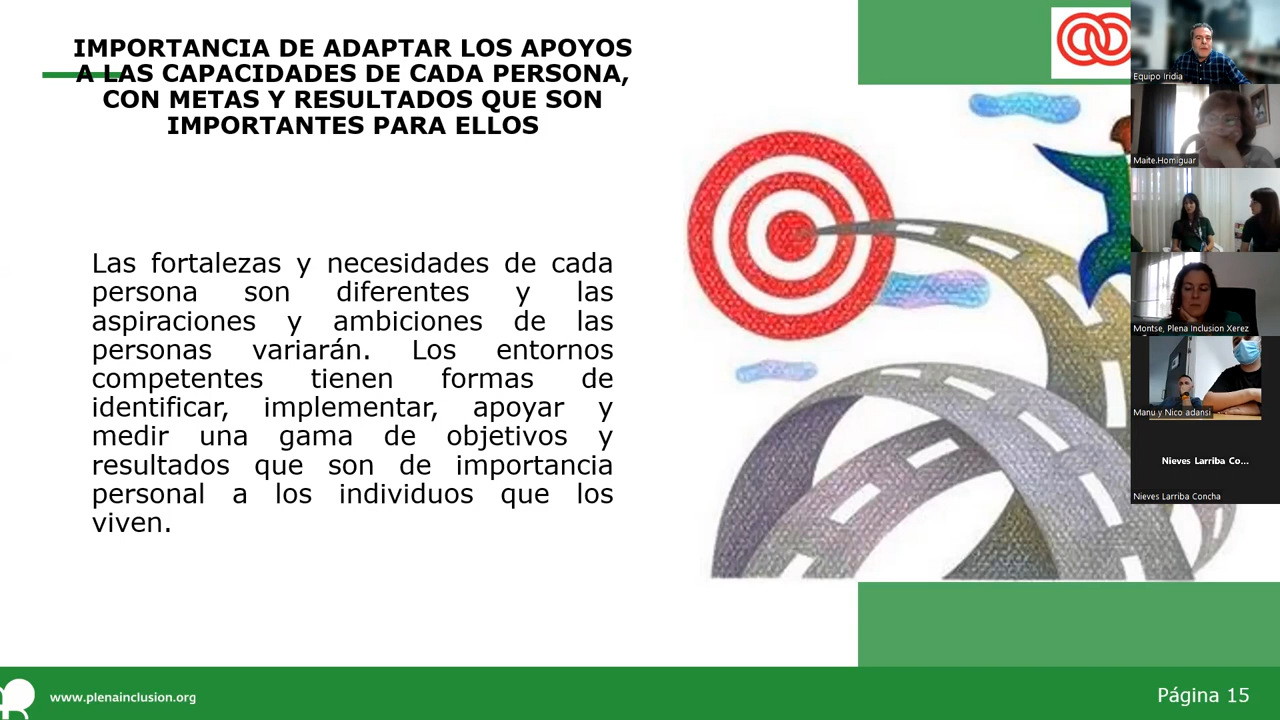 IMPORTANCIA DE ADAPTAR LOS APOYOS
A LAS CAPACIDADES DE CADA PERSONA,
CON METAS Y RESULTADOS QUE SON
IMPORTANTES PARA ELLOS
Las fortalezas y necesidades de cada
persona son diferentes y las
aspiraciones y ambiciones de las
personas variarán. Los entornos
competentes tienen formas de
identificar, implementar, apoyar y
medir una gama de objetivos y
resultados que son de importancia
personal a los individuos que los
viven.
Equipo Iridia
Maite.Homiguar
Montse, Plena Inclusion Xerez
Manu y Nico adansi
Nieves Larriba Co...
Nieves Larriba Concha
www.plenainclusion.org
Página 15